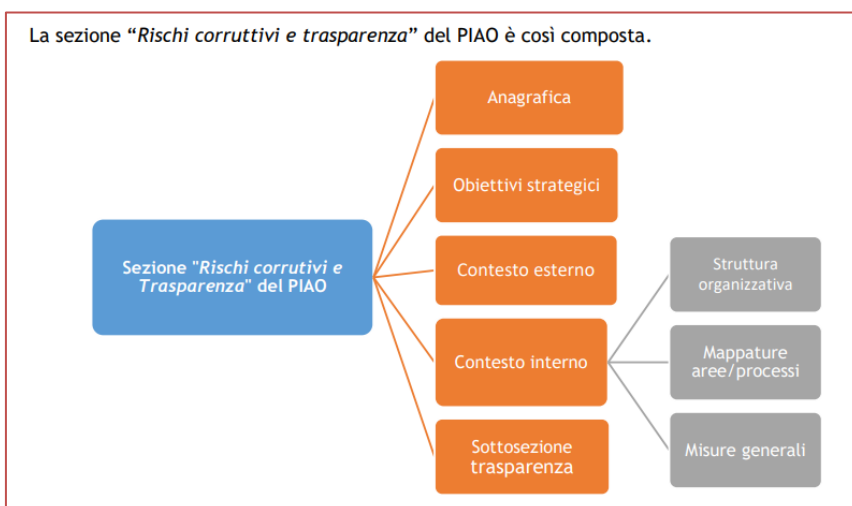 La sezione “Rischi corruttivi e trasparenza” del PIAO è così composta.
Anagrafica
Obiettivi strategici
Sezione "Rischi corrutivi e
Trasparenza" del PIAO
Contesto esterno
Contesto interno
Sottosezione
trasparenza
Struttura
organizzativa
Mappature
aree/processi
Misure generali